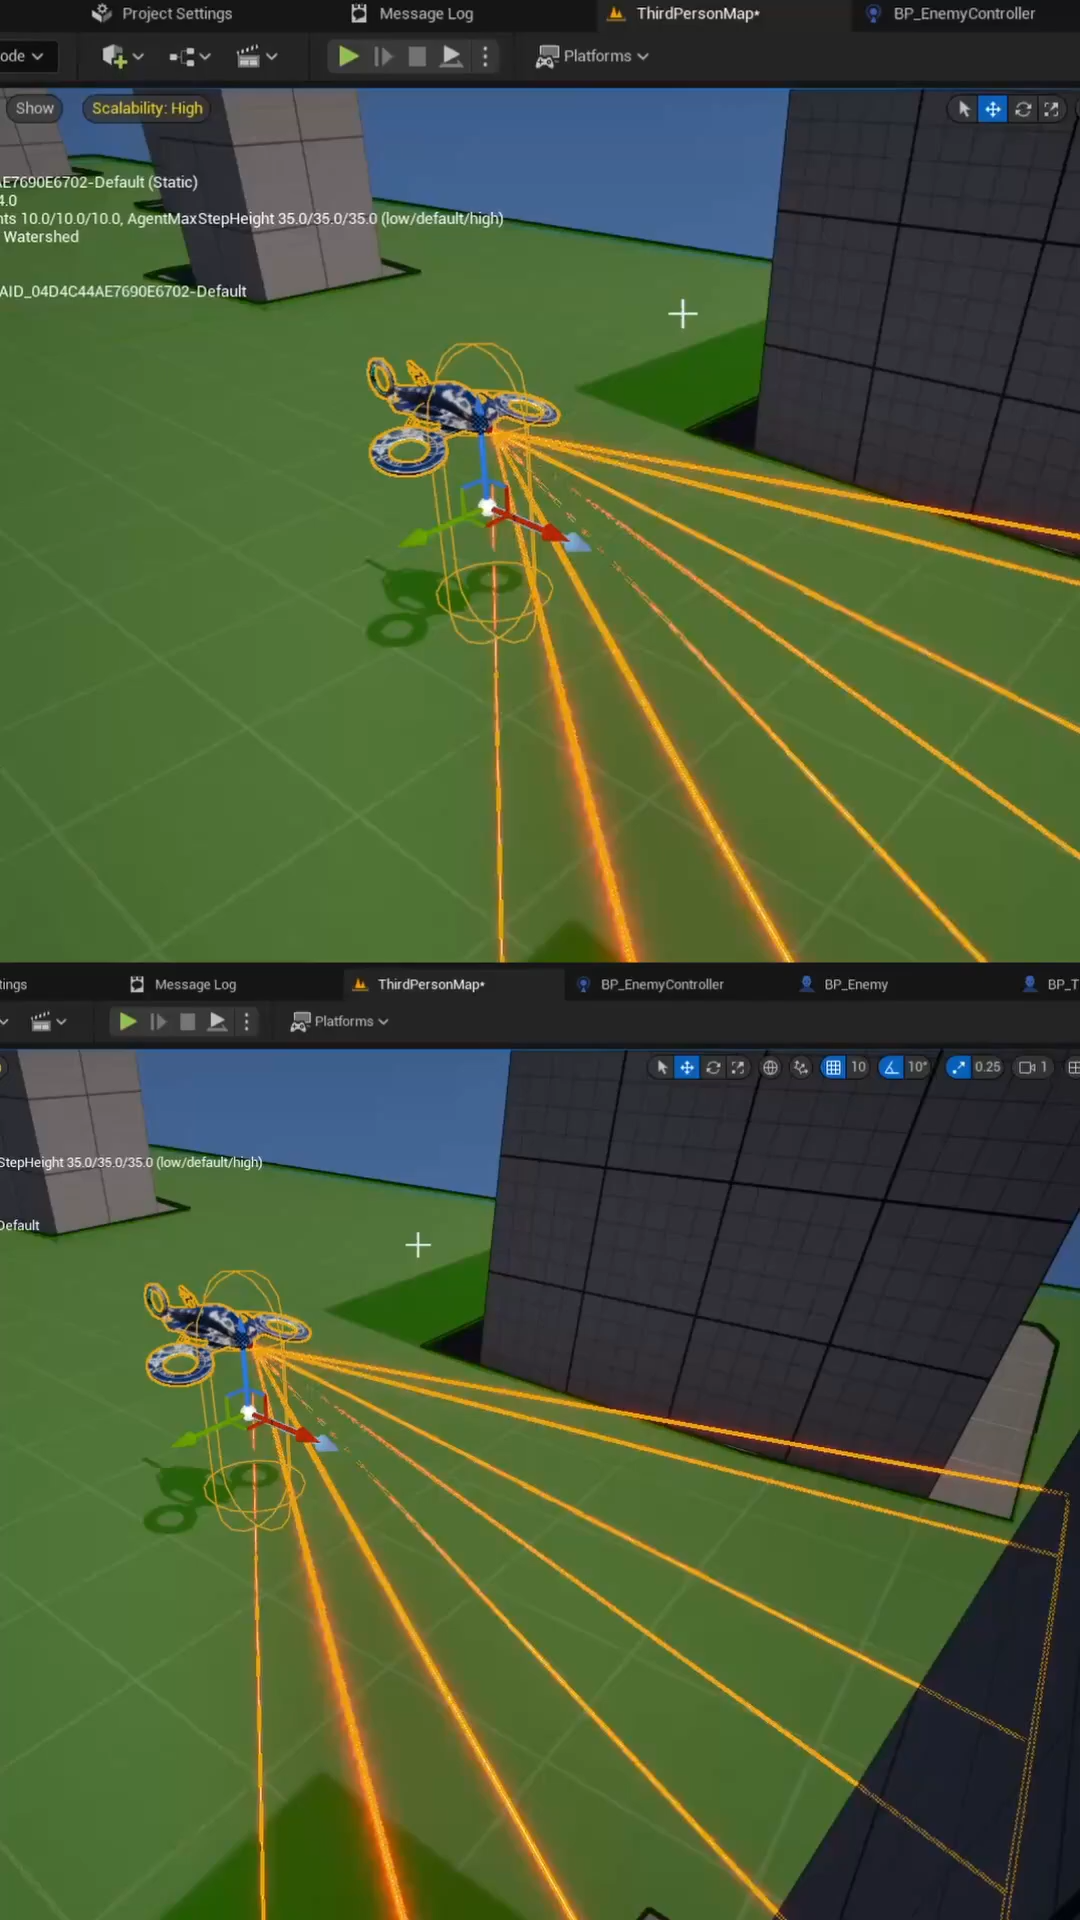 Project Settings
Message Log
ThirdPersonMap*
BP_EnemyController
ode
Platforms
Show
Scalability: High
AE7690E6702-Default (Static)
4.0
nts 10.0/10.0/10.0, AgentMaxStepHeight 35.0/35.0/35.0 (low/default/high)
Watershed
AID_04D4C44AE7690E6702-Default
tings
Message Log
ThirdPersonMap*
BP_EnemyController
BP_Enemy
BP_T
Platforms
10
10°
0.25
1
StepHeight 35.0/35.0/35.0 (low/default/high)
Default